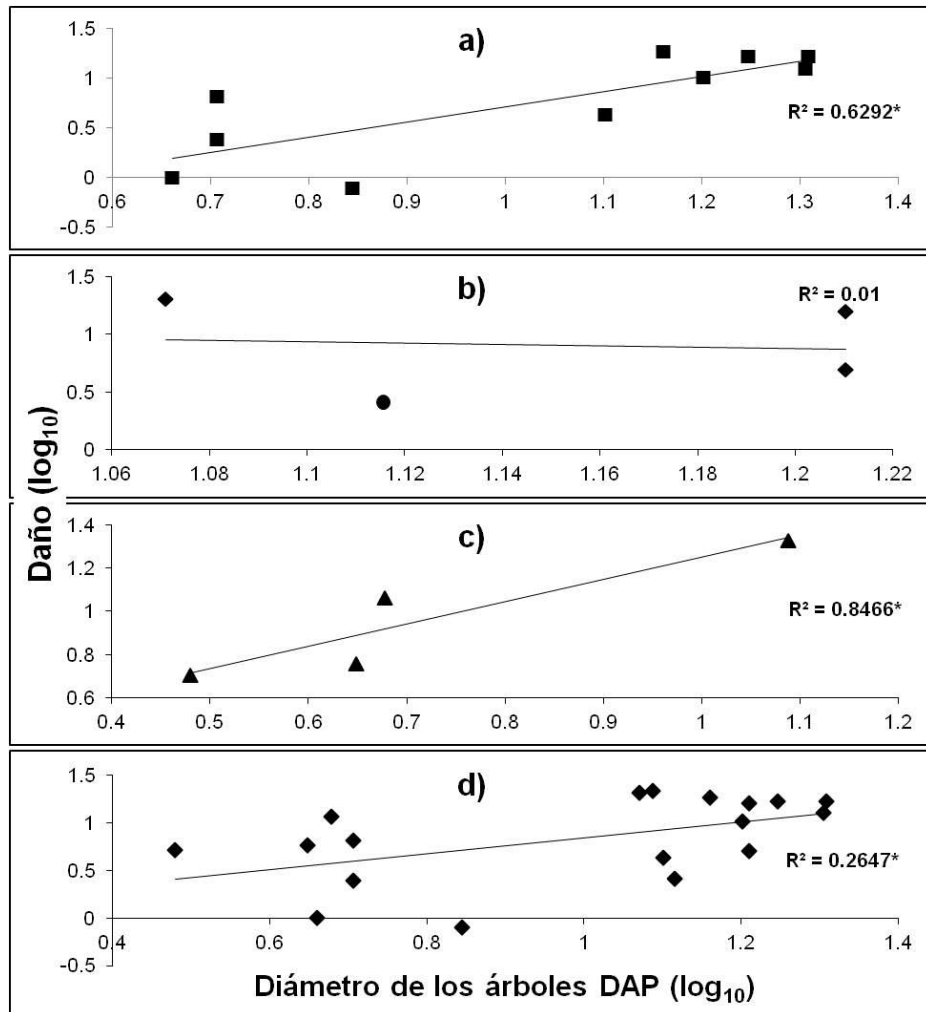 a)
1.5
1
0.5
0
-0.5
0.6 0.7 0.8 0.9 1 1.1 1.2 1.3 1.4
R² = 0.6292*
b)
1.5
1
0.5
0
1.06 1.08 1.1 1.12 1.14 1.16 1.18 1.2 1.22
R² = 0.01
c)
1.4
1.2
1
0.8
0.6
0.4 0.5 0.6 0.7 0.8 0.9 1 1.1 1.2
R² = 0.8466*
d)
1.5
1
0.5
0
-0.5
0.4 0.6 0.8 1 1.2 1.4
R² = 0.2647*
Daño (log₁₀)
Diámetro de los árboles DAP (log₁₀)